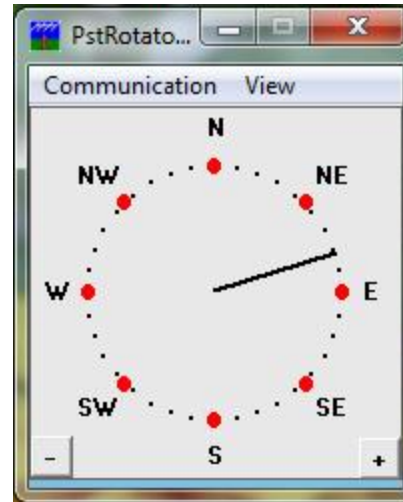 PstRotato...
Communication View
N
NW NE
W E
SW SE
S
- +